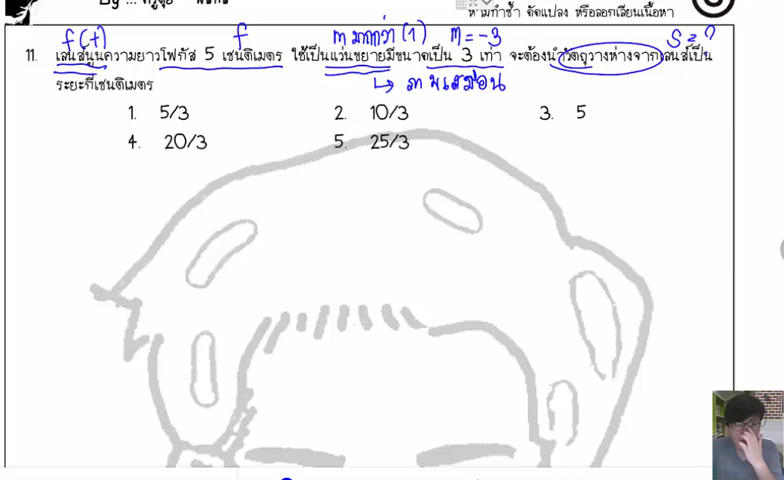 ห้ามทำซ้ำ ดัดแปลง หรือลอกเลียนเนื้อหา
f (+) f m มากกว่า (1) m = -3 S = ?
11. เลนส์นูนความยาวโฟกัส 5 เซนติเมตร ใช้เป็นแว่นขยายมีขนาดเป็น 3 เท่า จะต้องนำวัตถุวางห่างจากเลนส์เป็น
ระยะกี่เซนติเมตร
↳ ภาพเสมือน
1. 5/3 2. 10/3 3. 5
4. 20/3 5. 25/3